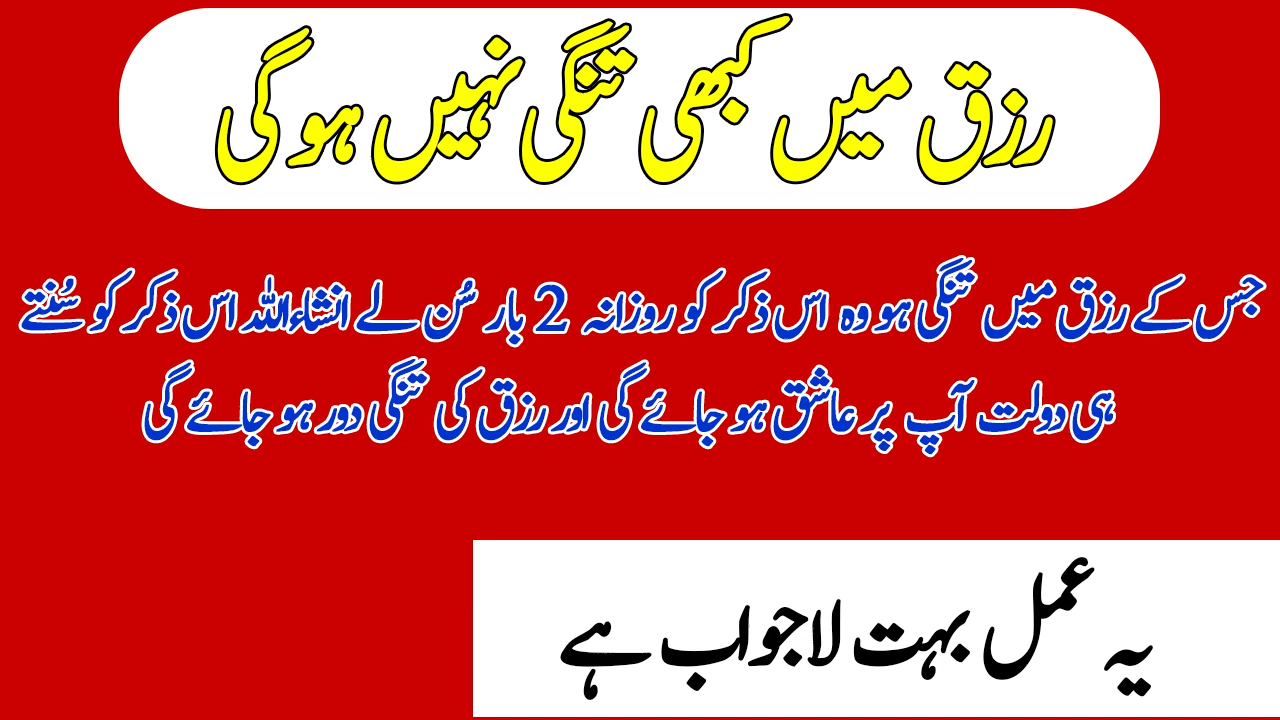 رزق میں کبھی تنگی نہیں ہوگی
جس کے رزق میں تنگی ہو وہ اس ذکر کو روزانہ 2 بار سُن لے انشاءاللہ اس ذکر کو سُنتے
ہی دولت آپ پر عاشق ہو جائے گی اور رزق کی تنگی دور ہو جائے گی
یہ عمل بہت لاجواب ہے